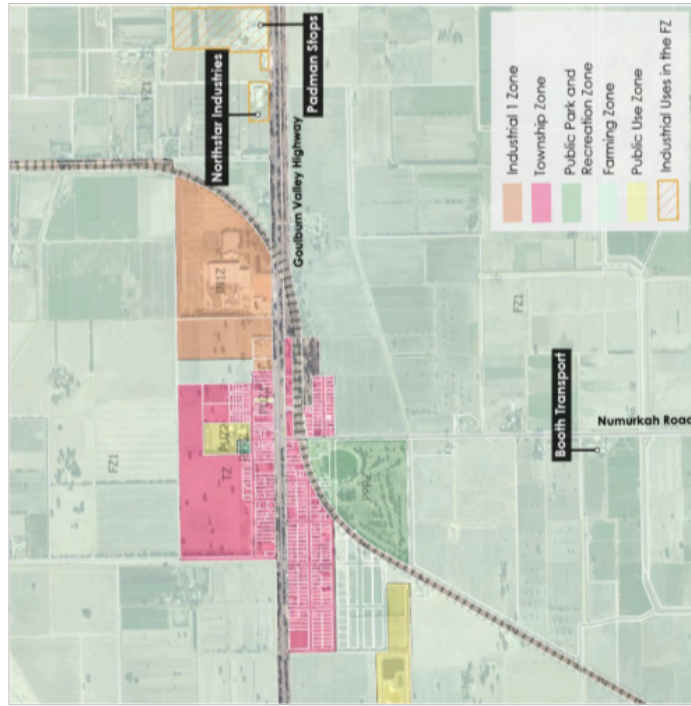 Padman Stops
Northstar Industries
FZ1
Goulburn Valley Highway
IN1Z
Industrial 1 Zone
Township Zone
Public Park and
Recreation Zone
Farming Zone
Public Use Zone
Industrial Uses in the FZ
FZ1
Booth Transport
Numurkah Road
FZ1
TZ
PUZ2
PPRZ